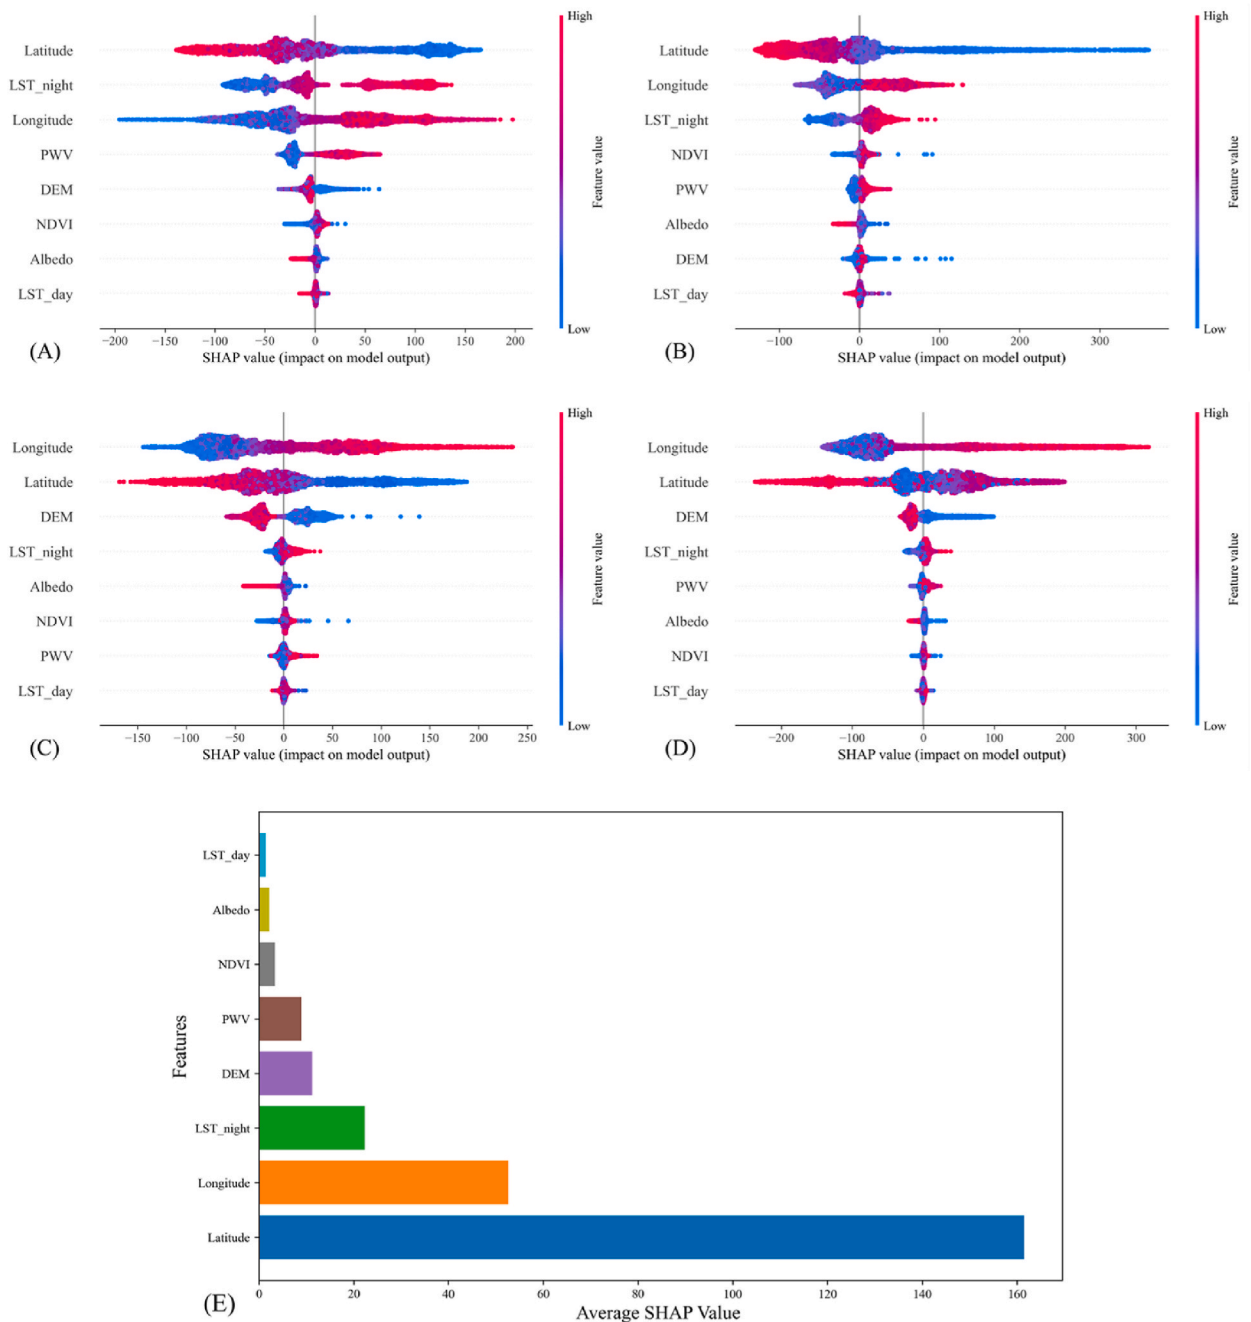 High
Latitude
LST_night
Longitude
PWV
DEM
NDVI
Albedo
LST_day
Feature value
Low
−200 −150 −100 −50 0 50 100 150 200
(A)
SHAP value (impact on model output)
High
Latitude
Longitude
LST_night
NDVI
PWV
Albedo
DEM
LST_day
Feature value
Low
−100 0 100 200 300
(B)
SHAP value (impact on model output)
High
Longitude
Latitude
DEM
LST_night
Albedo
NDVI
PWV
LST_day
Feature value
Low
−150 −100 −50 0 50 100 150 200 250
(C)
SHAP value (impact on model output)
High
Longitude
Latitude
DEM
LST_night
PWV
Albedo
NDVI
LST_day
Feature value
Low
−200 −100 0 100 200 300
(D)
SHAP value (impact on model output)
LST_day
Albedo
NDVI
PWV
DEM
LST_night
Longitude
Latitude
Features
0 20 40 60 80 100 120 140 160
(E)
Average SHAP Value